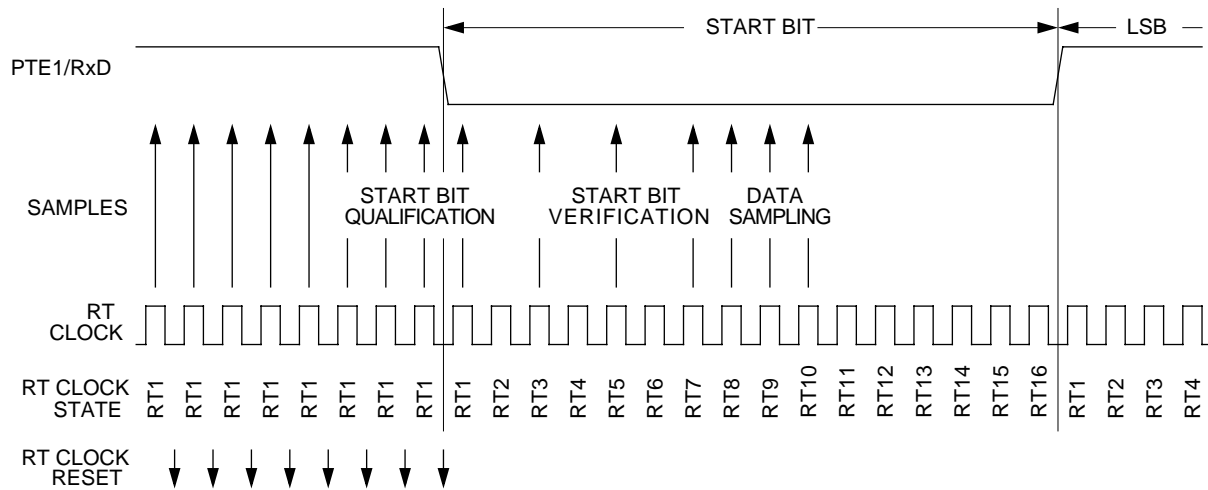 START BIT
LSB
PTE1/RxD
SAMPLES
START BIT
QUALIFICATION
START BIT
VERIFICATION
DATA
SAMPLING
RT
CLOCK
RT CLOCK
STATE
RT1 RT1 RT1 RT1 RT1 RT1 RT1 RT1 RT1 RT2 RT3 RT4 RT5 RT6 RT7 RT8 RT9 RT10 RT11 RT12 RT13 RT14 RT15 RT16 RT1 RT2 RT3 RT4
RT CLOCK
RESET